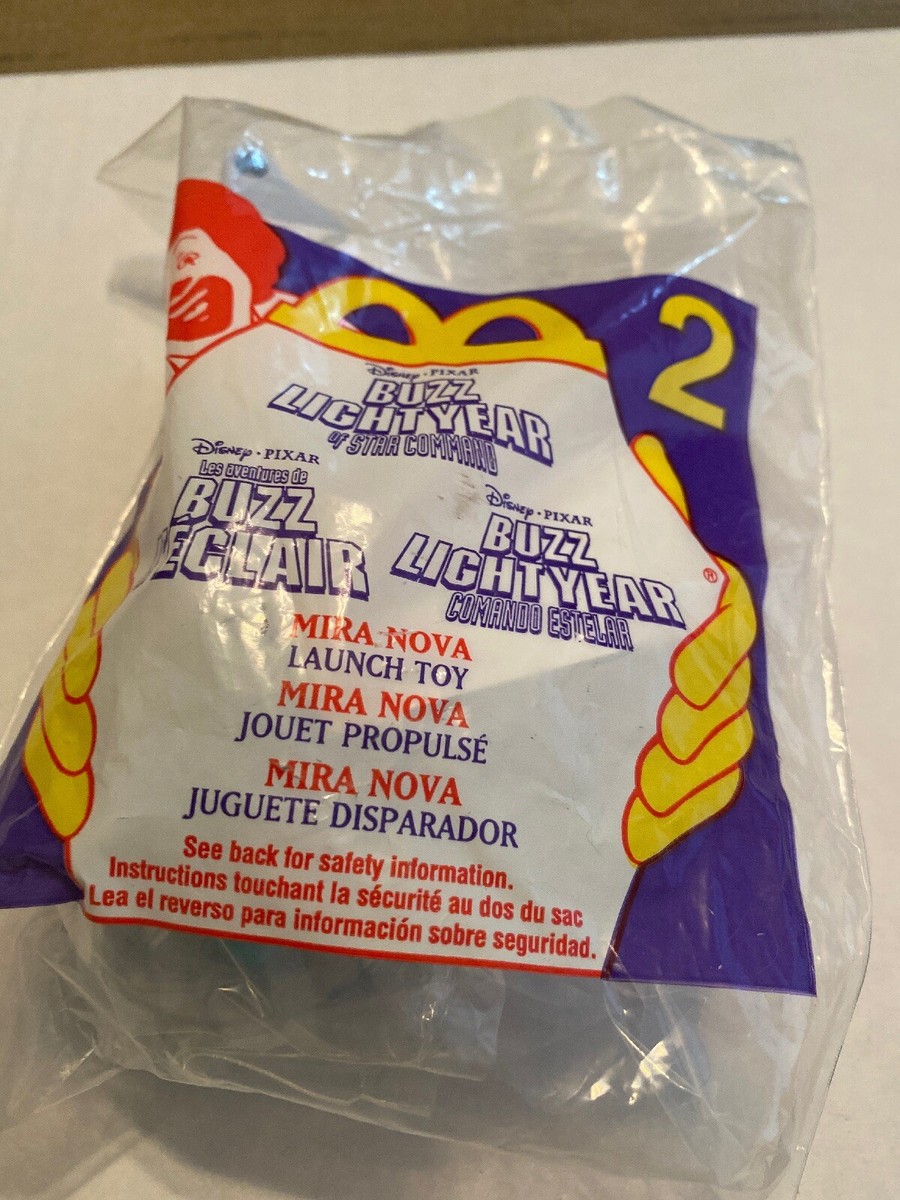 2
Disney · PIXAR
BUZZ
LIGHTYEAR
of STAR COMMAND
Disney · PIXAR
Les aventures de
BUZZ
L'ECLAIR
Disney · PIXAR
BUZZ
LIGHTYEAR
COMANDO ESTELAR
®
MIRA NOVA
LAUNCH TOY
MIRA NOVA
JOUET PROPULSÉ
MIRA NOVA
JUGUETE DISPARADOR
See back for safety information.
Instructions touchant la sécurité au dos du sac
Lea el reverso para información sobre seguridad.